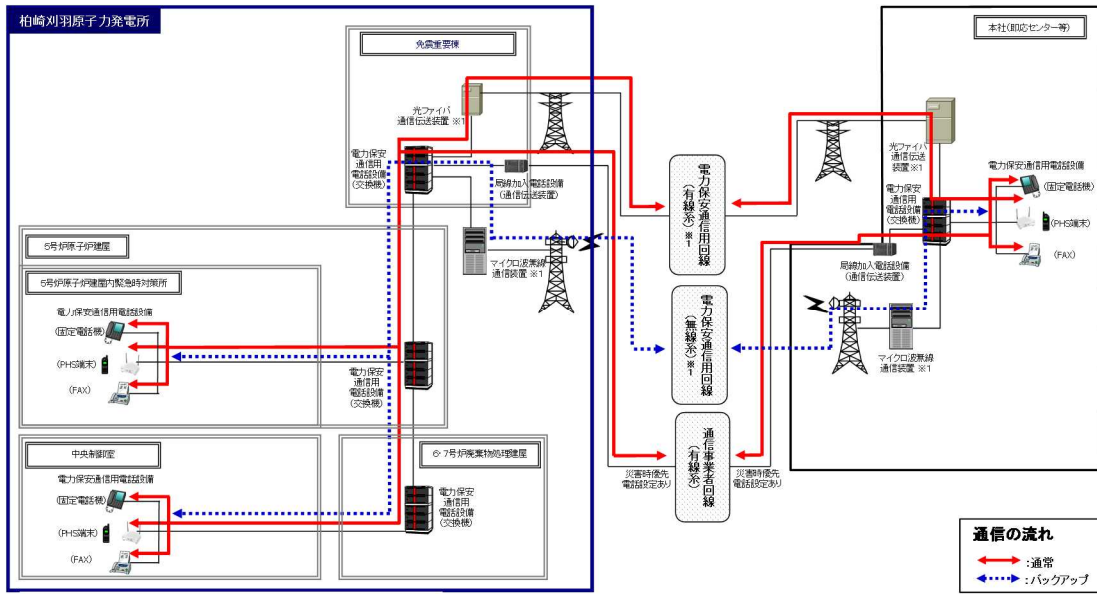 柏崎刈羽原子力発電所
免震重要棟
光ファイバ
通信伝送装置 ※1
電力保安
通信用
電話設備
(交換機)
局線加入電話設備
(通信伝送装置)
マイクロ波無線
通信装置 ※1
5号炉原子炉建屋
5号炉原子炉建屋内緊急時対策所
電力保安通信用電話設備
(固定電話機)
(PHS端末)
(FAX)
電力保安
通信用
電話設備
(交換機)
中央制御室
電力保安通信用電話設備
(固定電話機)
(PHS端末)
(FAX)
6・7号炉廃棄物処理建屋
電力保安
通信用
電話設備
(交換機)
電力保安通信用回線
(有線系)※1
電力保安通信用回線
(無線系)※1
通信事業者回線
(有線系)
災害時優先
電話設定あり
災害時優先
電話設定あり
本社(即応センター等)
光ファイバ
通信伝送
装置※1
電力保安
通信用
電話設備
(交換機)
電力保安通信用電話設備
(固定電話機)
(PHS端末)
(FAX)
局線加入電話設備
(通信伝送装置)
マイクロ波無線
通信装置 ※1
通信の流れ
:通常
:バックアップ